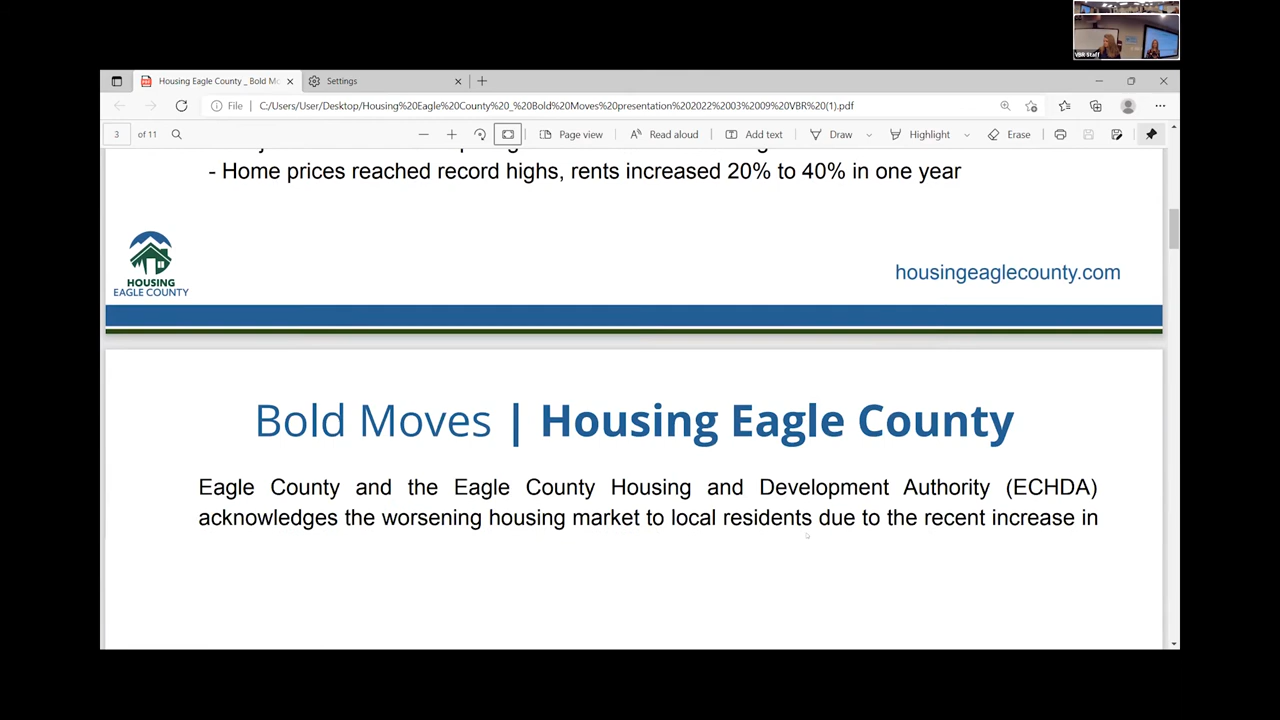 VBR Staff
Housing Eagle County _ Bold M
Settings
File
C:/Users/User/Desktop/Housing%20Eagle%20County%20_%20Bold%20Moves%20presentation%202022%2003%2009%20VBR%20(1).pdf
3 of 11
Page view
Read aloud
Add text
Draw
Highlight
Erase
- Home prices reached record highs, rents increased 20% to 40% in one year
HOUSING
EAGLE COUNTY
housingeaglecounty.com
Bold Moves | Housing Eagle County
Eagle County and the Eagle County Housing and Development Authority (ECHDA)
acknowledges the worsening housing market to local residents due to the recent increase in